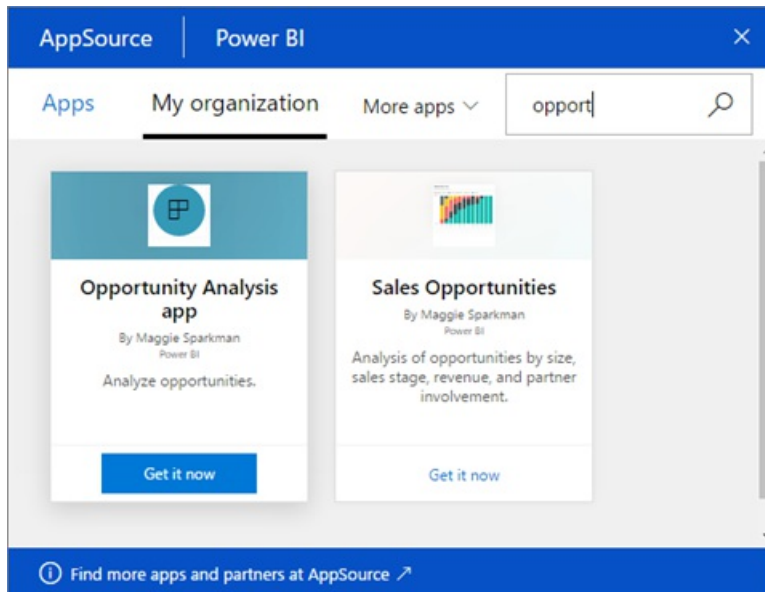 AppSource Power BI
Apps My organization More apps opport
Opportunity Analysis
app
By Maggie Sparkman
Power BI
Analyze opportunities.
Get it now
Sales Opportunities
By Maggie Sparkman
Power BI
Analysis of opportunities by size,
sales stage, revenue, and partner
involvement.
Get it now
Find more apps and partners at AppSource